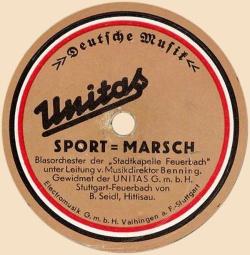 »Deutsche Musik«
Unitas
SPORT=MARSCH
Blasorchester der „Stadtkapelle Feuerbach"
unter Leitung v. Musikdirektor Benning.
Gewidmet der UNITAS G. m. b. H.
Stuttgart-Feuerbach von
B. Seidl, Hittisau.
Electromusik G. m. b. H. Vaihingen a. F.-Stuttgart